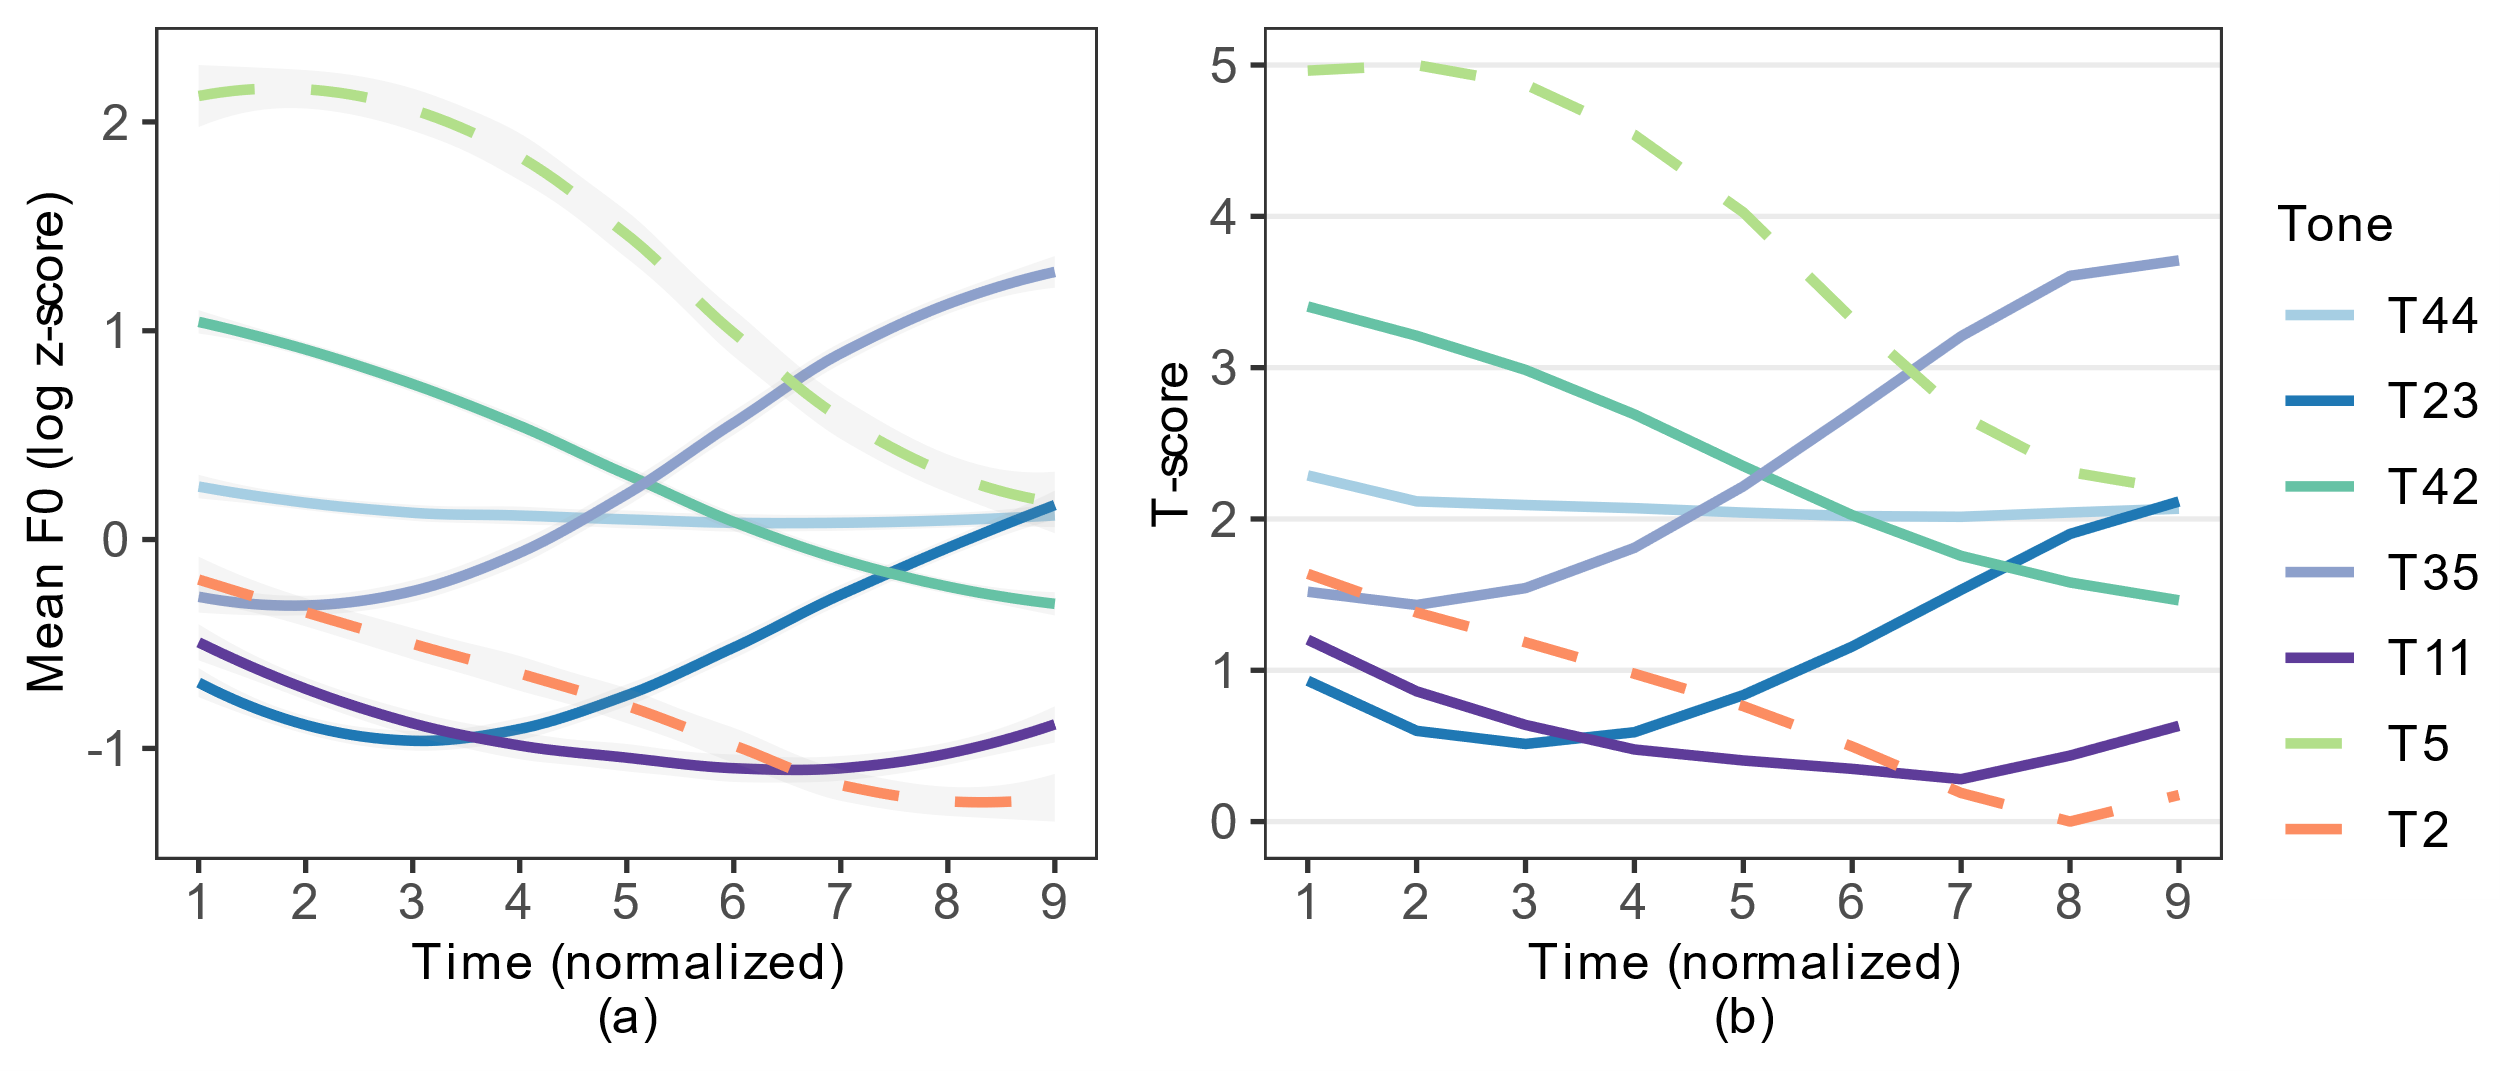 Mean F0 (log z-score)
2
1
0
-1
1 2 3 4 5 6 7 8 9
Time (normalized)
(a)
T-score
5
4
3
2
1
0
1 2 3 4 5 6 7 8 9
Time (normalized)
(b)
Tone
T44
T23
T42
T35
T11
T5
T2